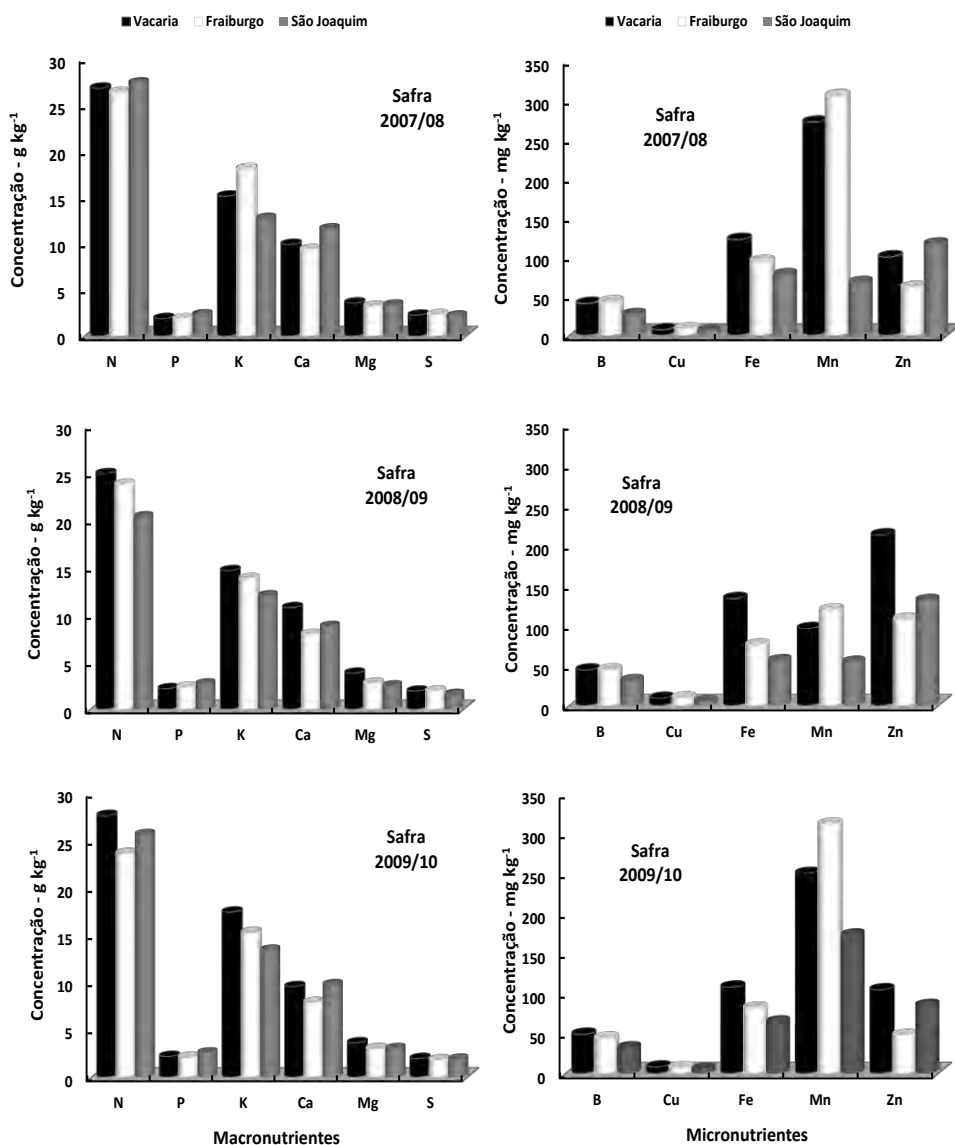 Vacaria Fraiburgo São Joaquim
Concentração - g kg⁻¹
30
25
20
15
10
5
0
Safra
2007/08
N P K Ca Mg S
Vacaria Fraiburgo São Joaquim
Concentração - mg kg⁻¹
350
300
250
200
150
100
50
0
Safra
2007/08
B Cu Fe Mn Zn
Concentração - g kg⁻¹
30
25
20
15
10
5
0
Safra
2008/09
N P K Ca Mg S
Concentração - mg kg⁻¹
350
300
250
200
150
100
50
0
Safra
2008/09
B Cu Fe Mn Zn
Concentração - g kg⁻¹
30
25
20
15
10
5
0
Safra
2009/10
N P K Ca Mg S
Macronutrientes
Concentração - mg kg⁻¹
350
300
250
200
150
100
50
0
Safra
2009/10
B Cu Fe Mn Zn
Micronutrientes